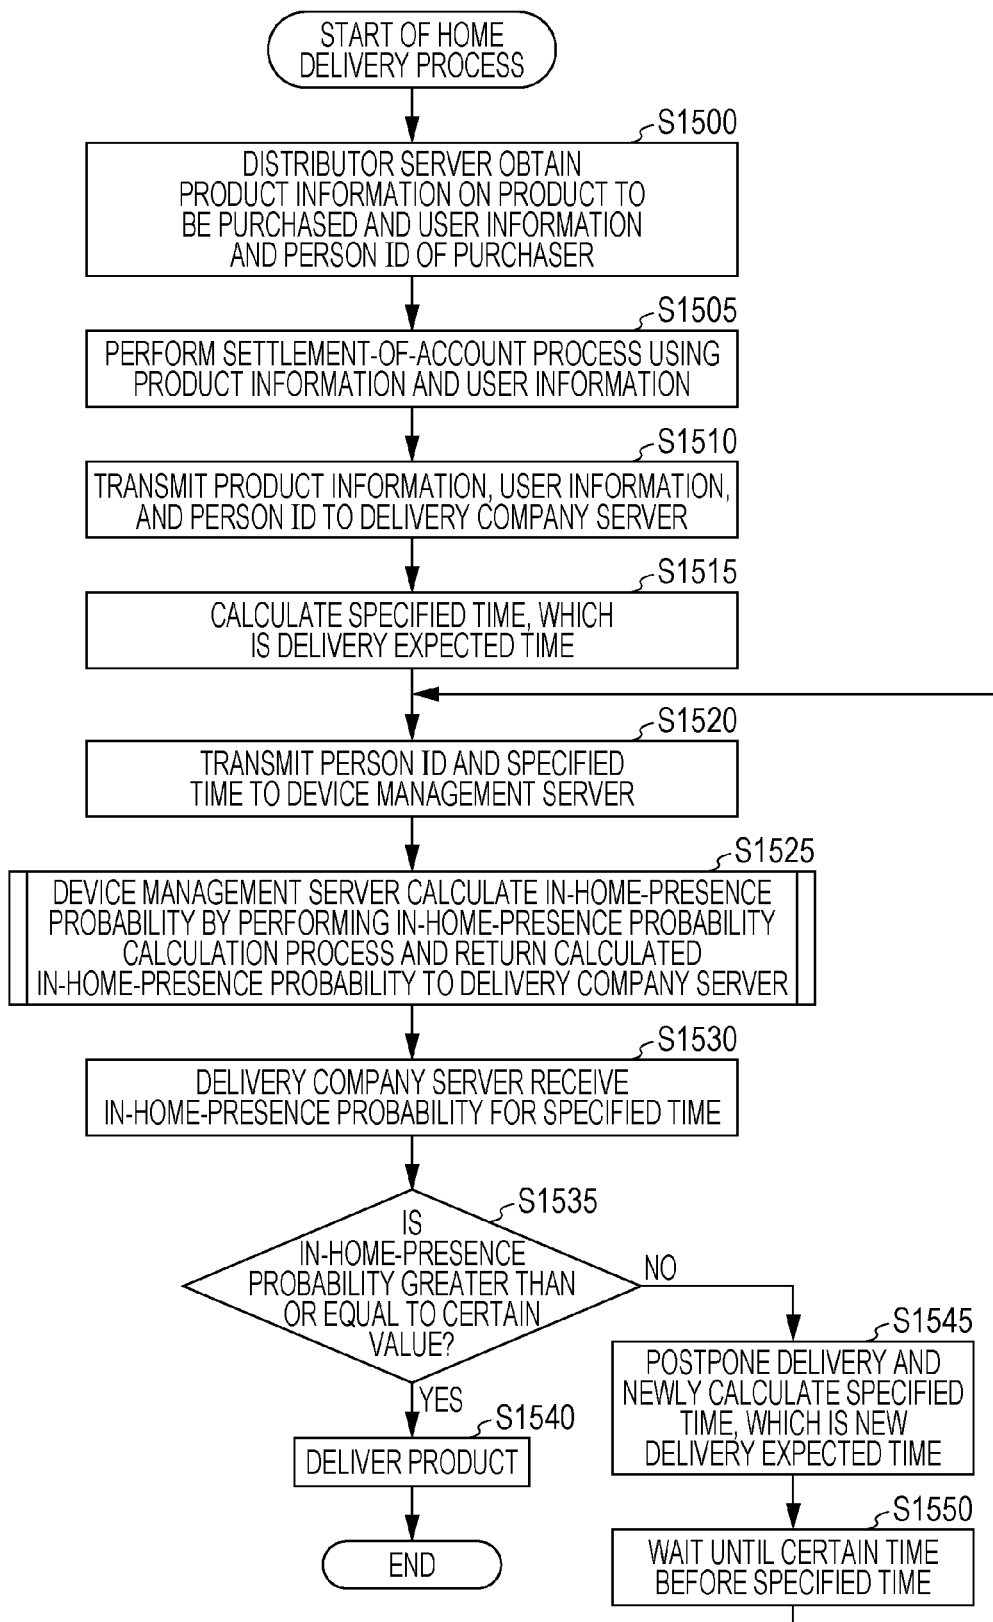 START OF HOME
DELIVERY PROCESS
S1500
DISTRIBUTOR SERVER OBTAIN
PRODUCT INFORMATION ON PRODUCT TO
BE PURCHASED AND USER INFORMATION
AND PERSON ID OF PURCHASER
S1505
PERFORM SETTLEMENT-OF-ACCOUNT PROCESS USING
PRODUCT INFORMATION AND USER INFORMATION
S1510
TRANSMIT PRODUCT INFORMATION, USER INFORMATION,
AND PERSON ID TO DELIVERY COMPANY SERVER
S1515
CALCULATE SPECIFIED TIME, WHICH
IS DELIVERY EXPECTED TIME
S1520
TRANSMIT PERSON ID AND SPECIFIED
TIME TO DEVICE MANAGEMENT SERVER
S1525
DEVICE MANAGEMENT SERVER CALCULATE IN-HOME-PRESENCE
PROBABILITY BY PERFORMING IN-HOME-PRESENCE PROBABILITY
CALCULATION PROCESS AND RETURN CALCULATED
IN-HOME-PRESENCE PROBABILITY TO DELIVERY COMPANY SERVER
S1530
DELIVERY COMPANY SERVER RECEIVE
IN-HOME-PRESENCE PROBABILITY FOR SPECIFIED TIME
S1535
IS
IN-HOME-PRESENCE
PROBABILITY GREATER THAN
OR EQUAL TO CERTAIN
VALUE?
NO
YES
S1540
DELIVER PRODUCT
END
S1545
POSTPONE DELIVERY AND
NEWLY CALCULATE SPECIFIED
TIME, WHICH IS NEW
DELIVERY EXPECTED TIME
S1550
WAIT UNTIL CERTAIN TIME
BEFORE SPECIFIED TIME